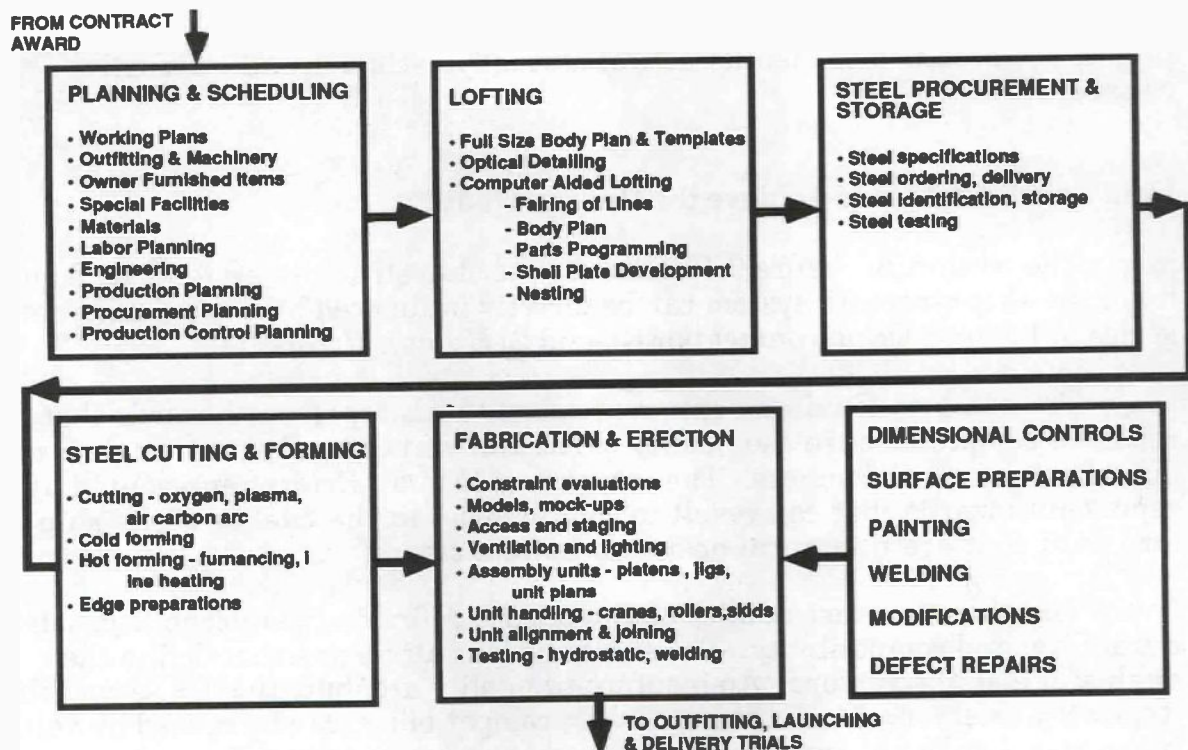 FROM CONTRACT
AWARD
PLANNING & SCHEDULING
· Working Plans
· Outfitting & Machinery
· Owner Furnished Items
· Special Facilities
· Materials
· Labor Planning
· Engineering
· Production Planning
· Procurement Planning
· Production Control Planning
LOFTING
· Full Size Body Plan & Templates
· Optical Detailing
· Computer Aided Lofting
- Fairing of Lines
- Body Plan
- Parts Programming
- Shell Plate Development
- Nesting
STEEL PROCUREMENT &
STORAGE
· Steel specifications
· Steel ordering, delivery
· Steel identification, storage
· Steel testing
STEEL CUTTING & FORMING
· Cutting - oxygen, plasma,
air carbon arc
· Cold forming
· Hot forming - furnancing, l
ine heating
· Edge preparations
FABRICATION & ERECTION
· Constraint evaluations
· Models, mock-ups
· Access and staging
· Ventilation and lighting
· Assembly units - platens , jigs,
unit plans
· Unit handling - cranes, rollers,skids
· Unit alignment & joining
· Testing - hydrostatic, welding
DIMENSIONAL CONTROLS
SURFACE PREPARATIONS
PAINTING
WELDING
MODIFICATIONS
DEFECT REPAIRS
TO OUTFITTING, LAUNCHING
& DELIVERY TRIALS